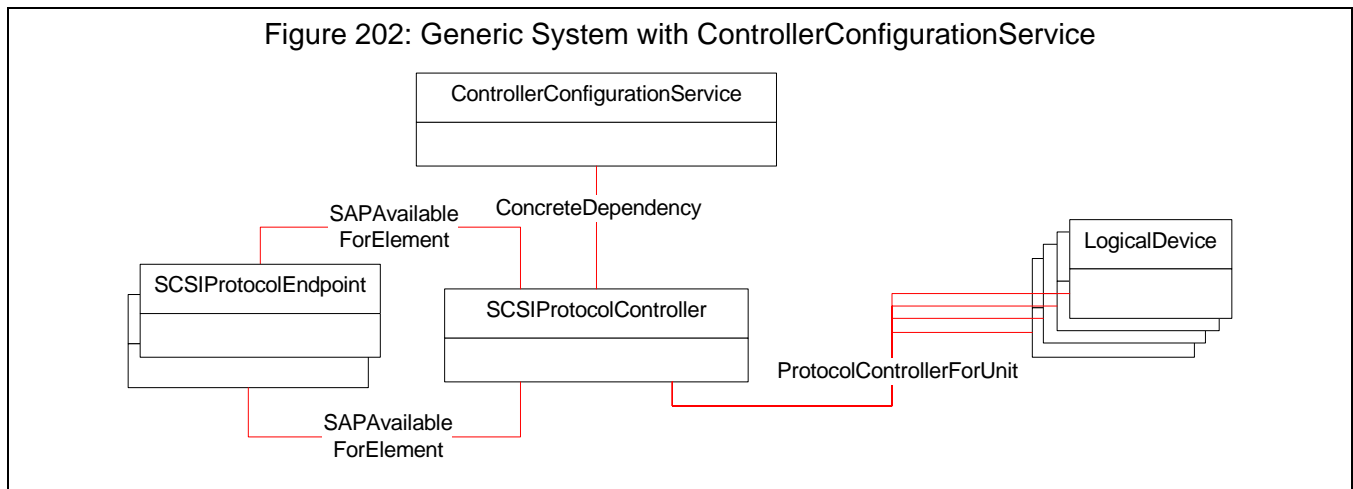 Figure 202: Generic System with ControllerConfigurationService
ControllerConfigurationService
ConcreteDependency
SAPAvailable
ForElement
LogicalDevice
SCSIProtocolEndpoint
SCSIProtocolController
ProtocolControllerForUnit
SAPAvailable
ForElement